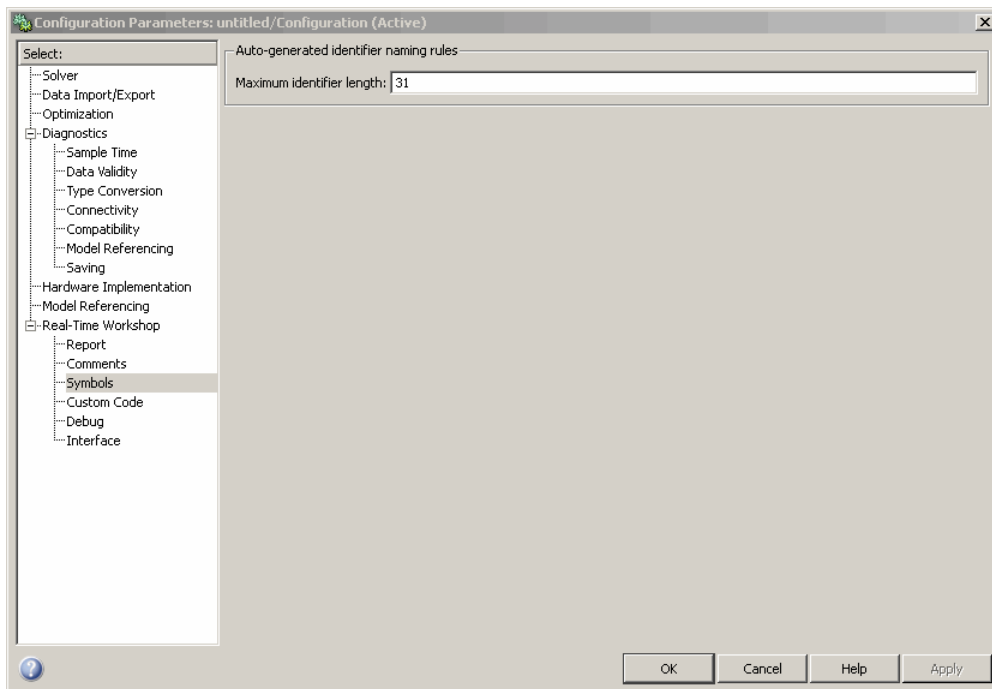 Configuration Parameters: untitled/Configuration (Active)
Select:
Solver
Data Import/Export
Optimization
Diagnostics
Sample Time
Data Validity
Type Conversion
Connectivity
Compatibility
Model Referencing
Saving
Hardware Implementation
Model Referencing
Real-Time Workshop
Report
Comments
Symbols
Custom Code
Debug
Interface
Auto-generated identifier naming rules
Maximum identifier length: 31
OK Cancel Help Apply